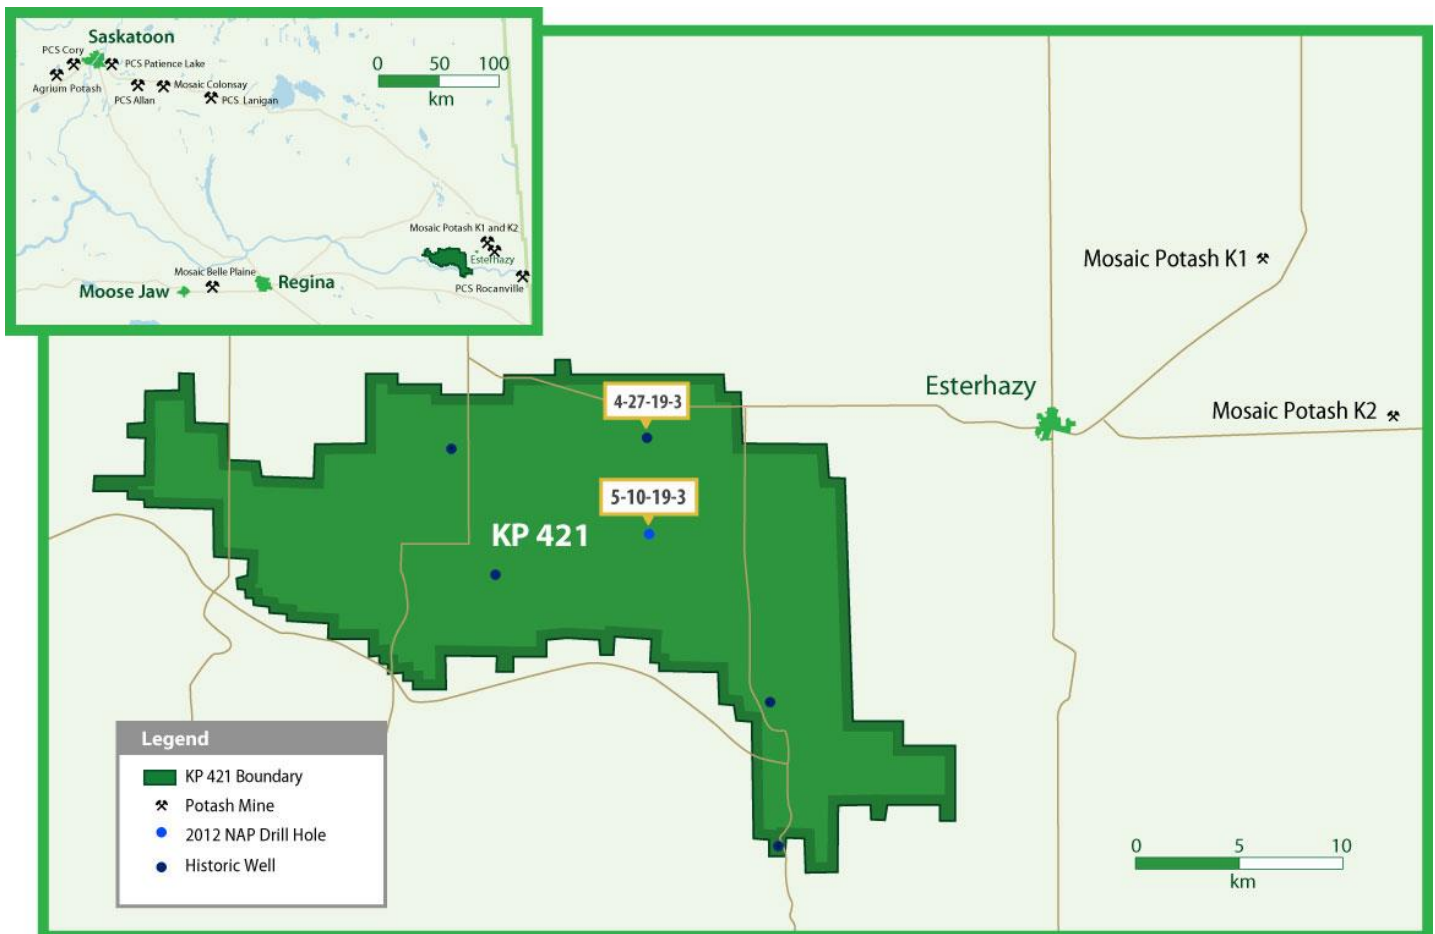 Saskatoon
PCS Cory
PCS Patience Lake
Agrium Potash
PCS Allan
Mosaic Colonsay
PCS Lanigan
0 50 100
km
Mosaic Potash K1 and K2
Esterhazy
PCS Rocanville
Mosaic Belle Plaine
Regina
Moose Jaw
Mosaic Potash K1
Esterhazy
Mosaic Potash K2
4-27-19-3
5-10-19-3
KP 421
Legend
KP 421 Boundary
Potash Mine
2012 NAP Drill Hole
Historic Well
0 5 10
km